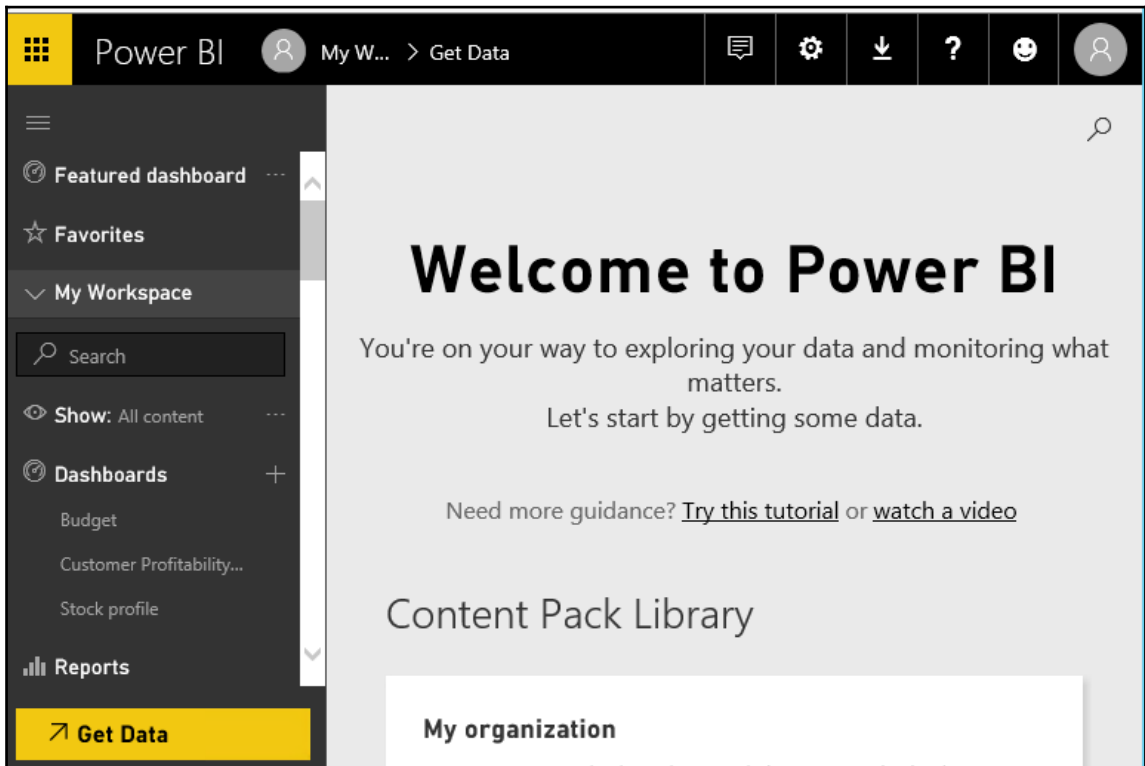 Power BI
My W... > Get Data
?
Featured dashboard ...
Favorites
My Workspace
Search
Show: All content ...
Dashboards +
Budget
Customer Profitability...
Stock profile
Reports
Get Data
Welcome to Power BI
You're on your way to exploring your data and monitoring what
matters.
Let's start by getting some data.
Need more guidance? Try this tutorial or watch a video
Content Pack Library
My organization